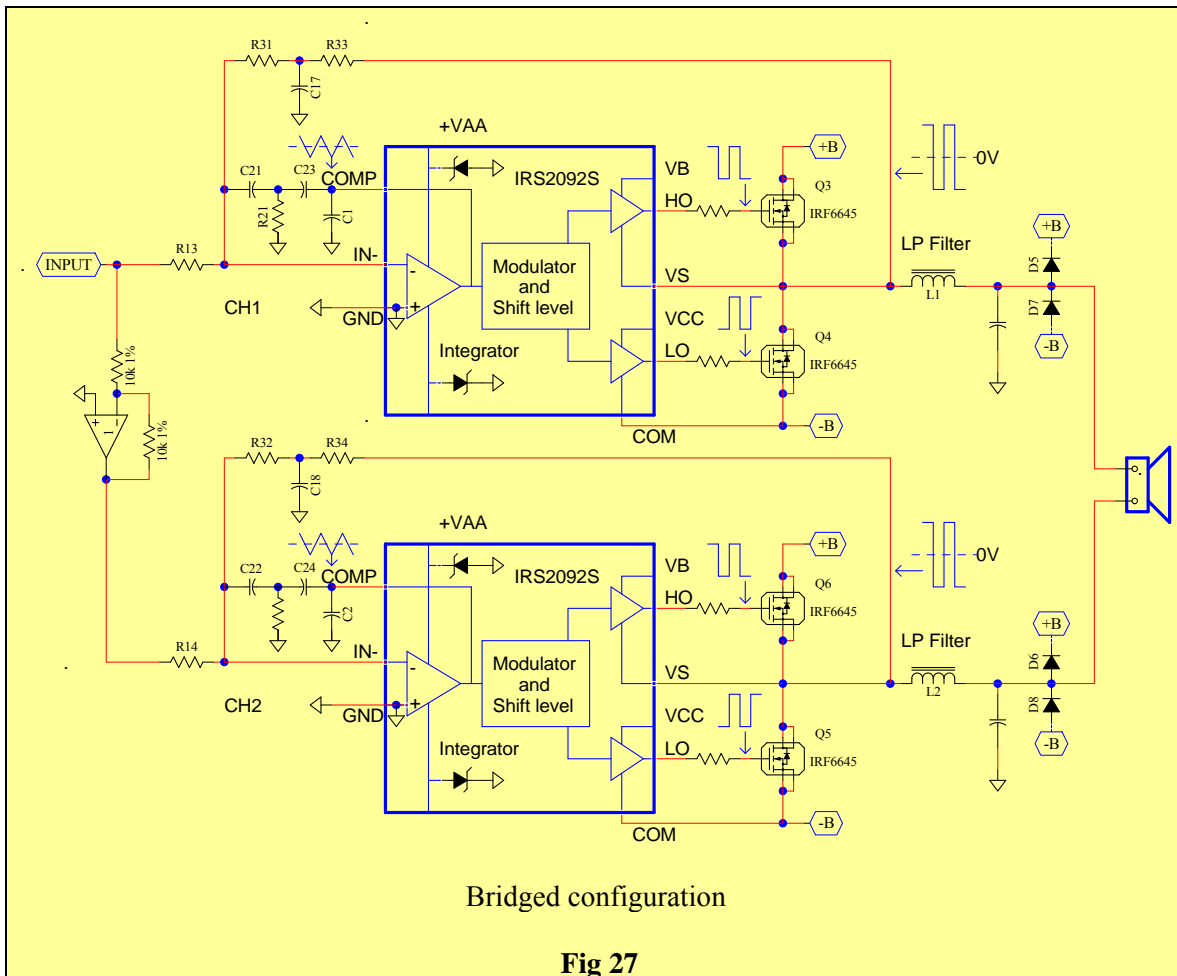 R31
R33
C17
+VAA
+B
-0V
C21
C23
COMP
IRS2092S
VB
HO
Q3
IRF6645
R21
C1
+B
LP Filter
D5
R13
INPUT
IN-
-
Modulator
and
Shift level
VS
L1
D7
CH1
+
GND
VCC
LO
Q4
IRF6645
-B
10k 1%
Integrator
+
-
1
10k 1%
COM
-B
R32
R34
C18
+VAA
+B
-0V
C22
C24
COMP
IRS2092S
VB
HO
Q6
IRF6645
C2
+B
LP Filter
D6
R14
IN-
-
Modulator
and
Shift level
VS
L2
D8
CH2
+
GND
VCC
LO
Q5
IRF6645
-B
Integrator
COM
-B
Bridged configuration
Fig 27